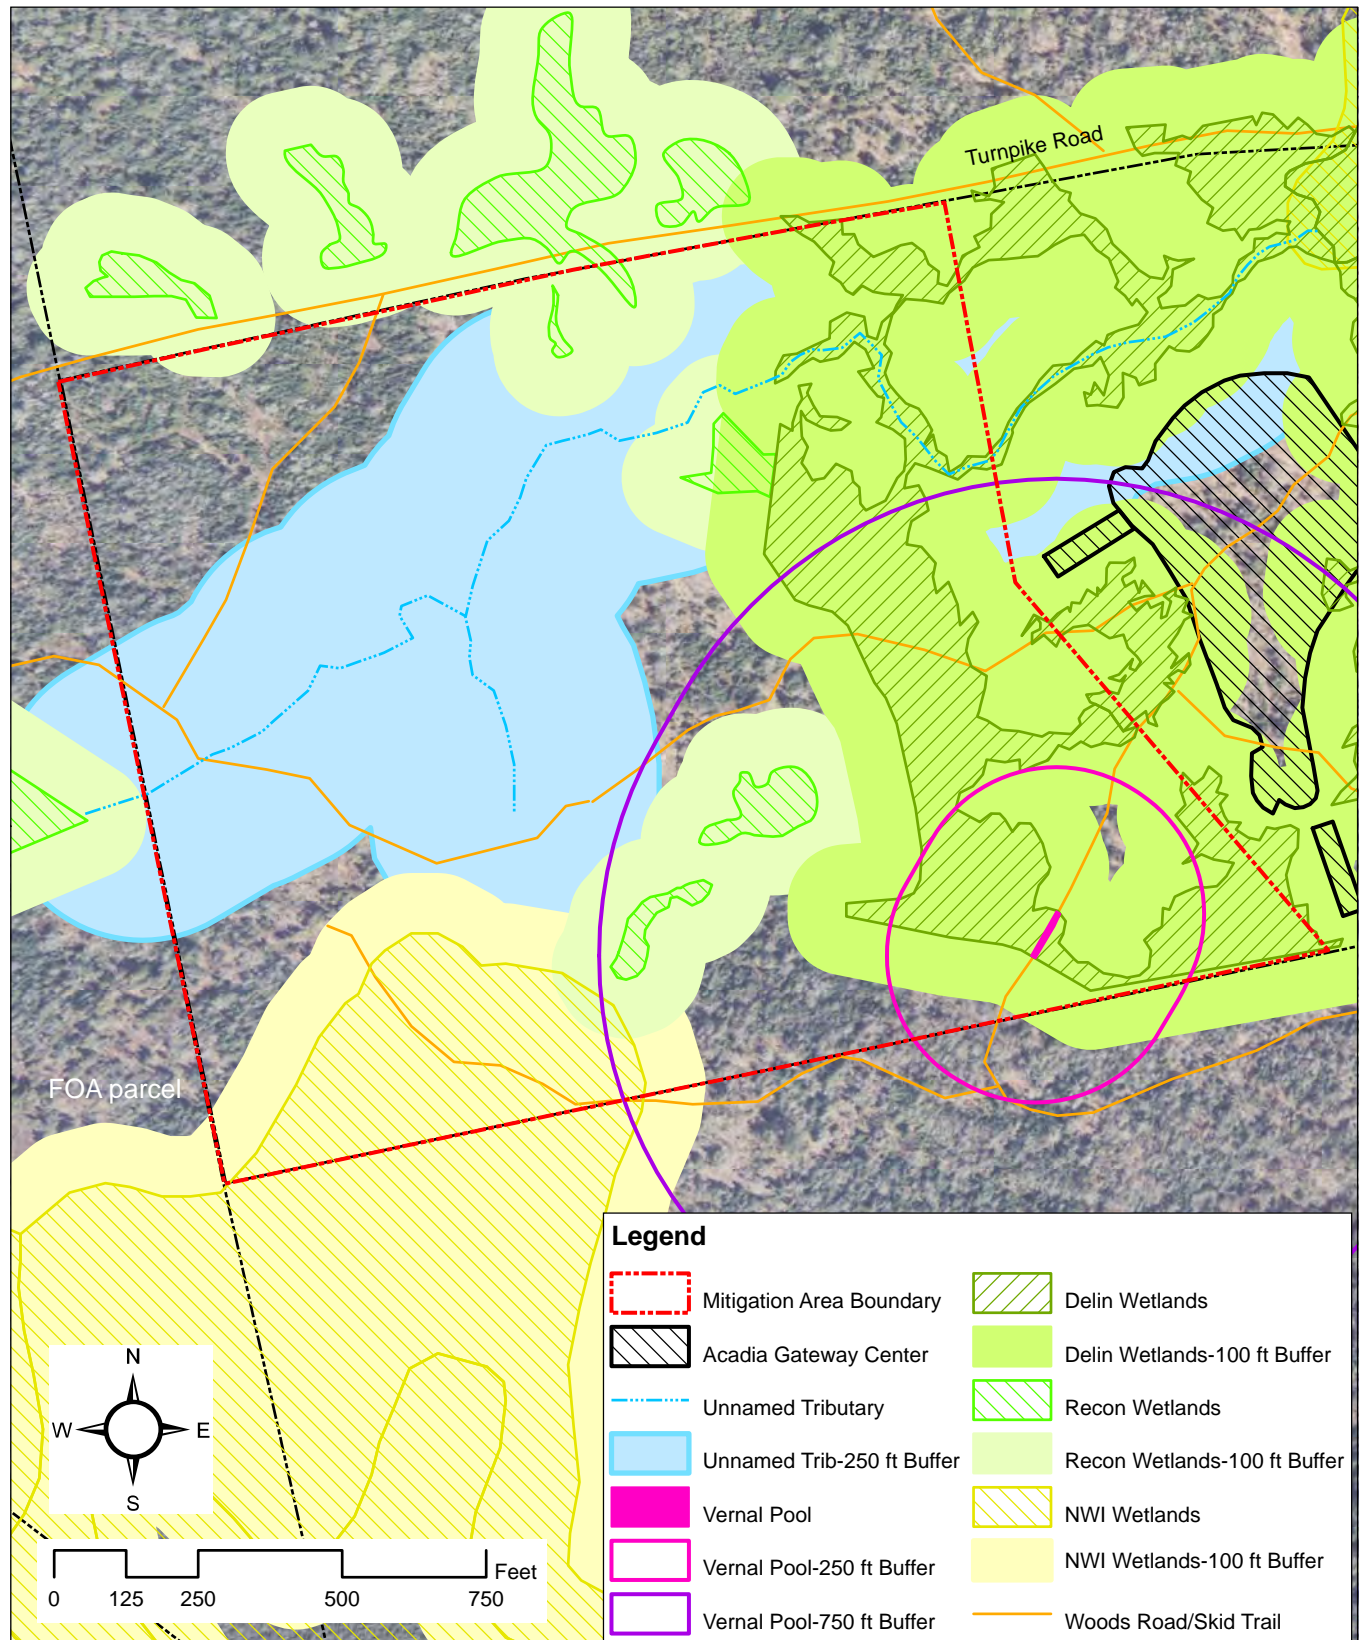 Turnpike Road
FOA parcel
Legend
Mitigation Area Boundary
Acadia Gateway Center
Unnamed Tributary
Unnamed Trib-250 ft Buffer
Vernal Pool
Vernal Pool-250 ft Buffer
Vernal Pool-750 ft Buffer
Delin Wetlands
Delin Wetlands-100 ft Buffer
Recon Wetlands
Recon Wetlands-100 ft Buffer
NWI Wetlands
NWI Wetlands-100 ft Buffer
Woods Road/Skid Trail
N
W E
S
Feet
0 125 250 500 750